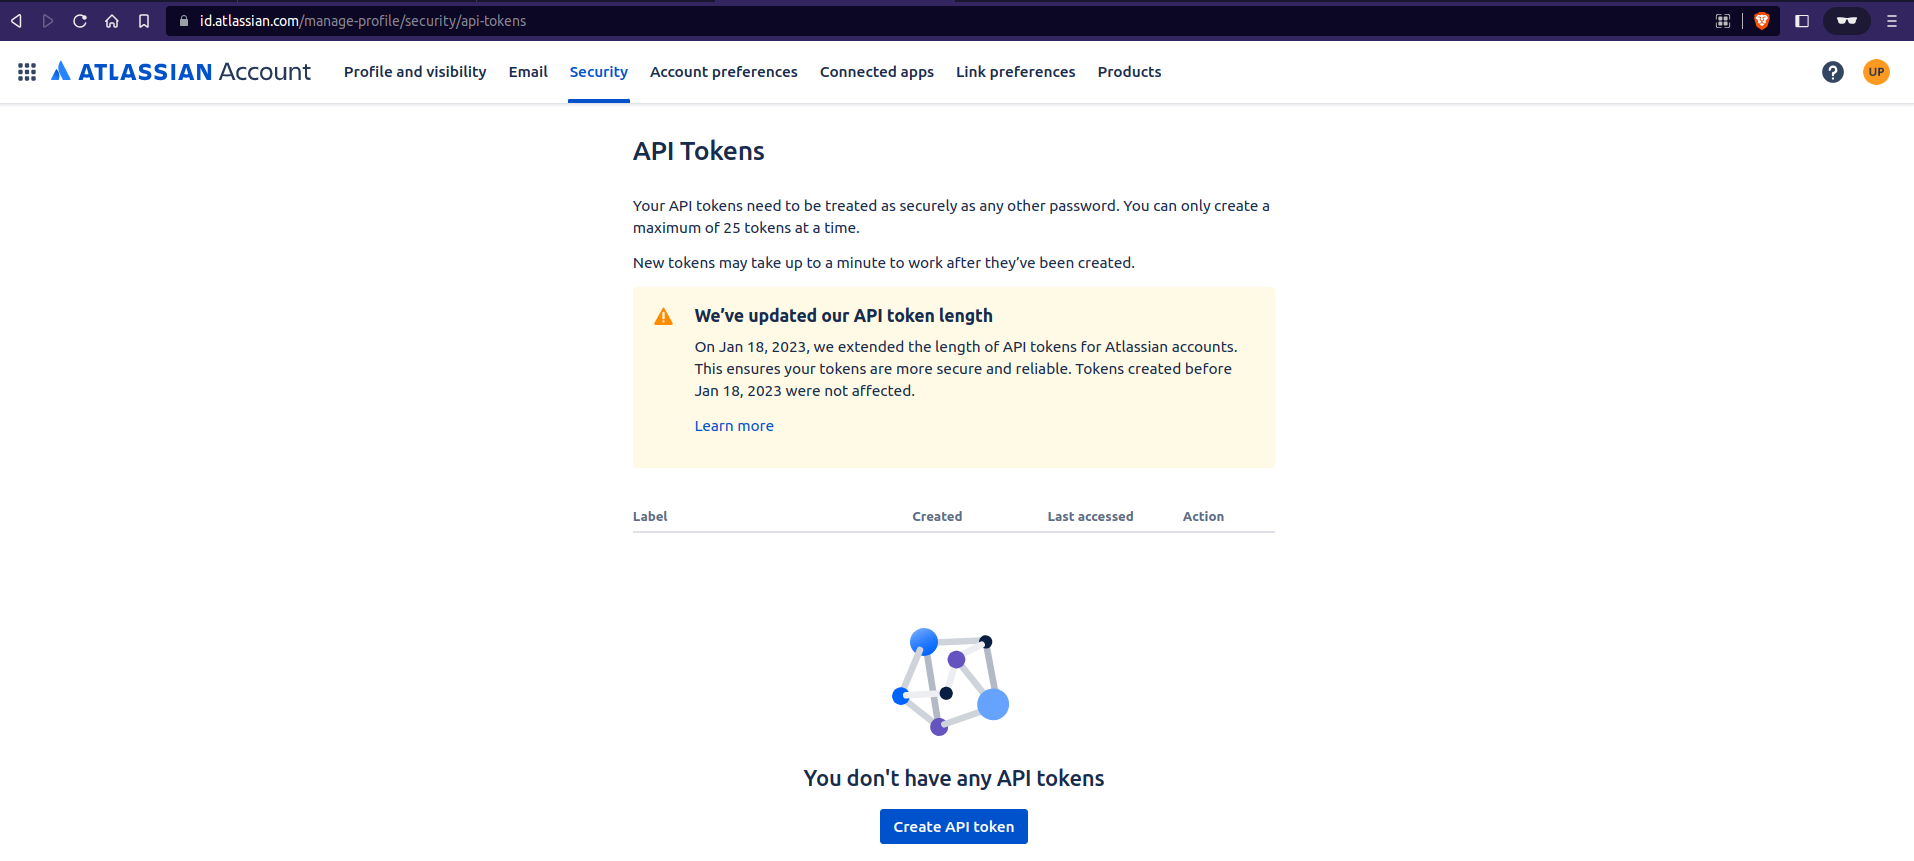 id.atlassian.com/manage-profile/security/api-tokens
ATLASSIAN Account Profile and visibility Email Security Account preferences Connected apps Link preferences Products ? UP
API Tokens
Your API tokens need to be treated as securely as any other password. You can only create a
maximum of 25 tokens at a time.
New tokens may take up to a minute to work after they’ve been created.
We’ve updated our API token length
On Jan 18, 2023, we extended the length of API tokens for Atlassian accounts.
This ensures your tokens are more secure and reliable. Tokens created before
Jan 18, 2023 were not affected.
Learn more
Label Created Last accessed Action
You don't have any API tokens
Create API token